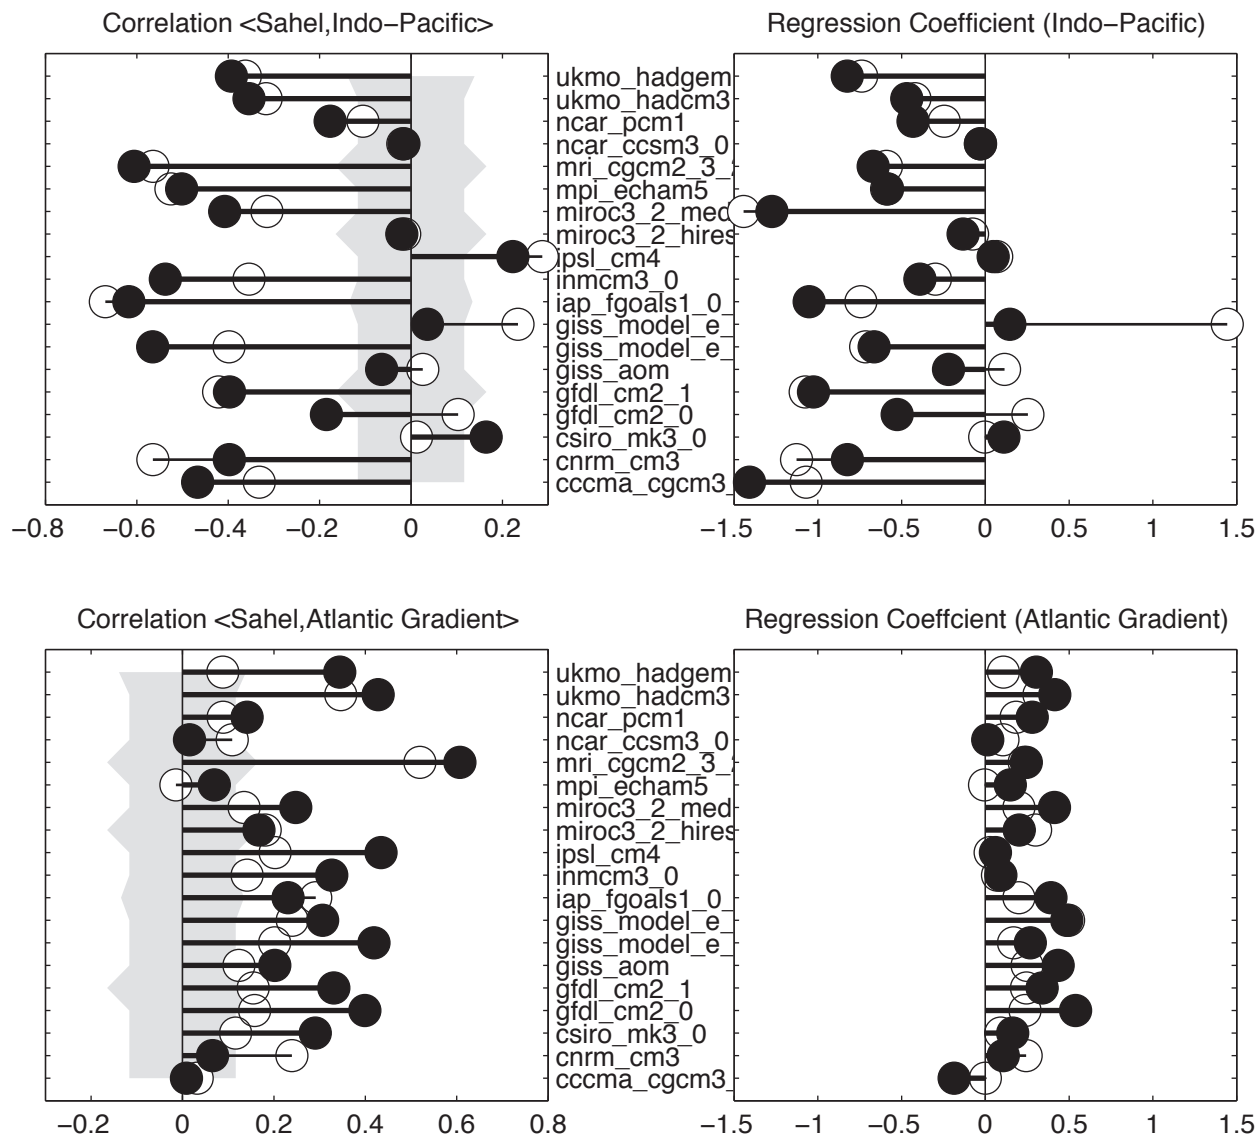 Correlation <Sahel,Indo−Pacific>
Regression Coefficient (Indo−Pacific)
ukmo_hadgem
ukmo_hadcm3
ncar_pcm1
ncar_ccsm3_0
mri_cgcm2_3_
mpi_echam5
miroc3_2_med
miroc3_2_hires
ipsl_cm4
inmcm3_0
iap_fgoals1_0_
giss_model_e_
giss_model_e_
giss_aom
gfdl_cm2_1
gfdl_cm2_0
csiro_mk3_0
cnrm_cm3
cccma_cgcm3_
−0.8 −0.6 −0.4 −0.2 0 0.2
−1.5 −1 −0.5 0 0.5 1 1.5
Correlation <Sahel,Atlantic Gradient>
Regression Coeffcient (Atlantic Gradient)
ukmo_hadgem
ukmo_hadcm3
ncar_pcm1
ncar_ccsm3_0
mri_cgcm2_3_
mpi_echam5
miroc3_2_med
miroc3_2_hires
ipsl_cm4
inmcm3_0
iap_fgoals1_0_
giss_model_e_
giss_model_e_
giss_aom
gfdl_cm2_1
gfdl_cm2_0
csiro_mk3_0
cnrm_cm3
cccma_cgcm3_
−0.2 0 0.2 0.4 0.6 0.8
−1.5 −1 −0.5 0 0.5 1 1.5